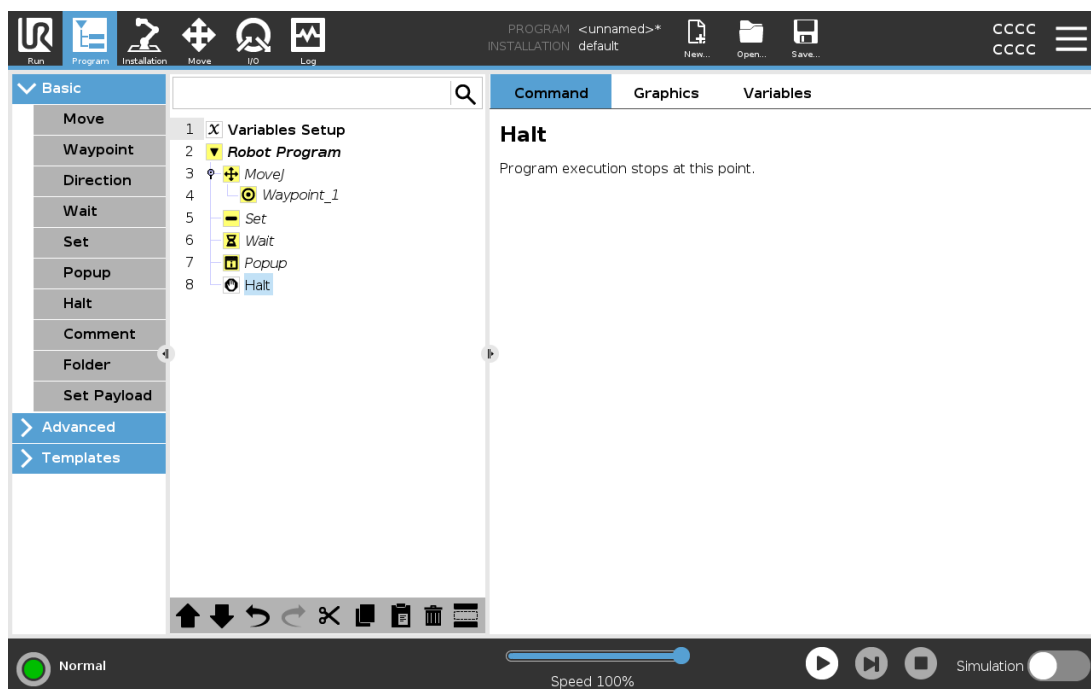 UR
Run
Program
Installation
Move
I/O
Log
PROGRAM <unnamed>*
INSTALLATION default
New...
Open...
Save...
CCCC
CCCC
Basic
Move
Waypoint
Direction
Wait
Set
Popup
Halt
Comment
Folder
Set Payload
Advanced
Templates
1 X Variables Setup
2 Robot Program
3 MoveJ
4 Waypoint_1
5 Set
6 Wait
7 Popup
8 Halt
Command Graphics Variables
Halt
Program execution stops at this point.
Normal
Speed 100%
Simulation